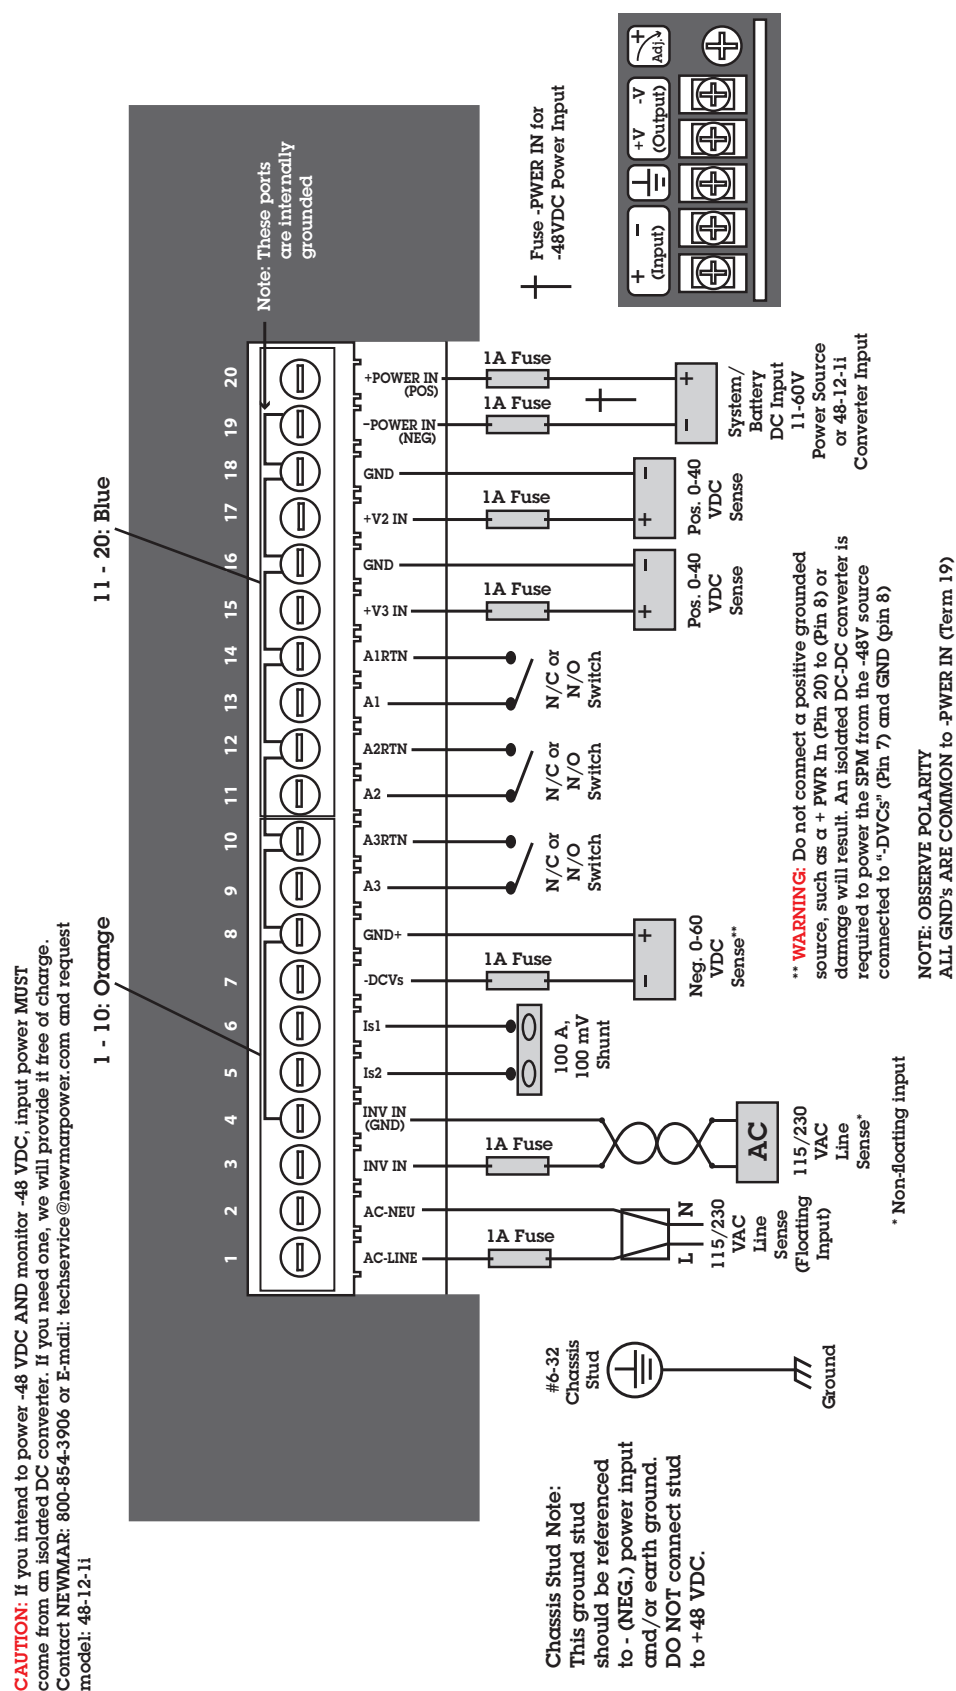 CAUTION: If you intend to power -48 VDC AND monitor -48 VDC, input power MUST
come from an isolated DC converter. If you need one, we will provide it free of charge.
Contact NEWMAR: 800-854-3906 or E-mail: techservice@newmarpower.com and request
model: 48-12-1i
1 - 10: Orange
11 - 20: Blue
Note: These ports
are internally
grounded
1
2
3
4
5
6
7
8
9
10
11
12
13
14
15
16
17
18
19
20
AC-LINE
AC-NEU
INV IN
INV IN
(GND)
Is2
Is1
-DCVs
GND+
A3
A3RTN
A2
A2RTN
A1
A1RTN
+V3 IN
GND
+V2 IN
GND
−POWER IN
(NEG)
+POWER IN
(POS)
1A Fuse
1A Fuse
1A Fuse
1A Fuse
1A Fuse
1A Fuse
1A Fuse
Chassis Stud Note:
This ground stud
should be referenced
to - (NEG.) power input
and/or earth ground.
DO NOT connect stud
to +48 VDC.
#6-32
Chassis
Stud
Ground
L N
115/230
VAC
Line
Sense
(Floating
Input)
AC
115/230
VAC
Line
Sense*
* Non-floating input
100 A,
100 mV
Shunt
- +
Neg. 0-60
VDC
Sense**
N/C or
N/O
Switch
N/C or
N/O
Switch
N/C or
N/O
Switch
+ -
Pos. 0-40
VDC
Sense
+ -
Pos. 0-40
VDC
Sense
- +
System/
Battery
DC Input
11-60V
Power Source
or 48-12-1i
Converter Input
Fuse -PWER IN for
-48VDC Power Input
+ -
(Input)
+V -V
(Output)
+
Adj.
** WARNING: Do not connect a positive grounded
source, such as a + PWR In (Pin 20) to (Pin 8) or
damage will result. An isolated DC-DC converter is
required to power the SPM from the -48V source
connected to “-DVCs” (Pin 7) and GND (pin 8)
NOTE: OBSERVE POLARITY
ALL GND's ARE COMMON to -PWER IN (Term 19)